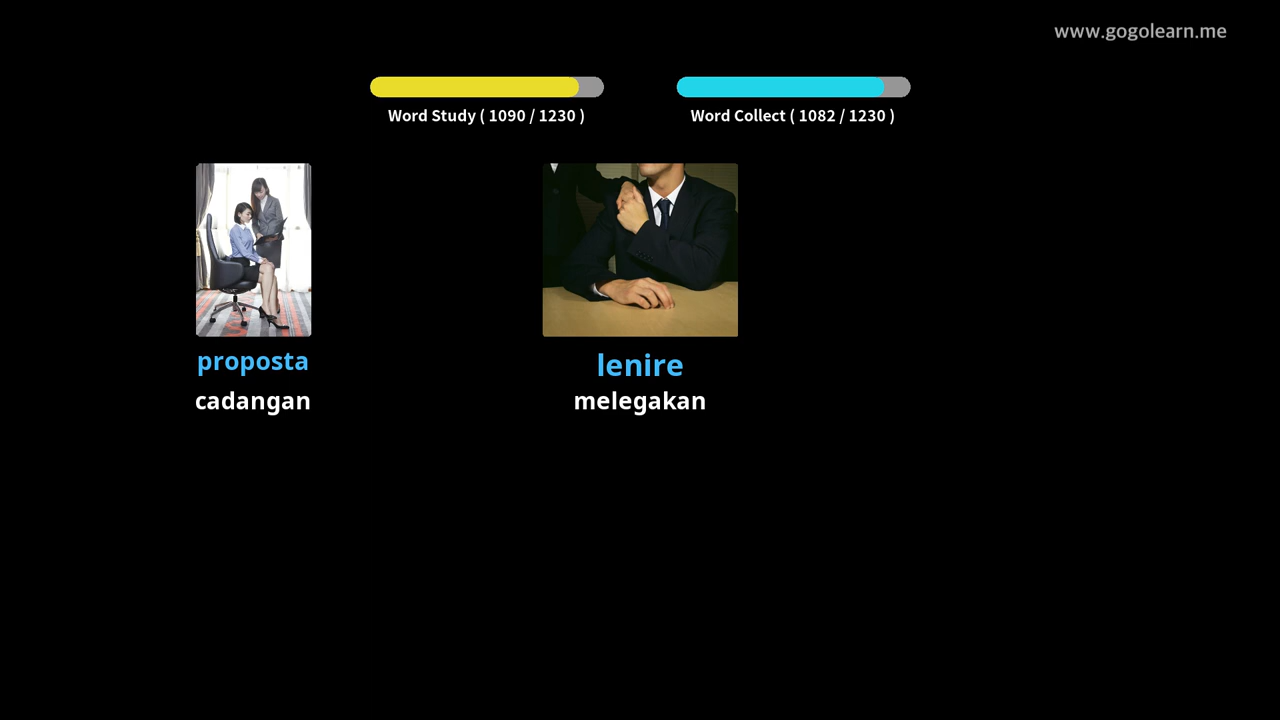 www.gogolearn.me
Word Study ( 1090 / 1230 )
Word Collect ( 1082 / 1230 )
proposta
cadangan
lenire
melegakan